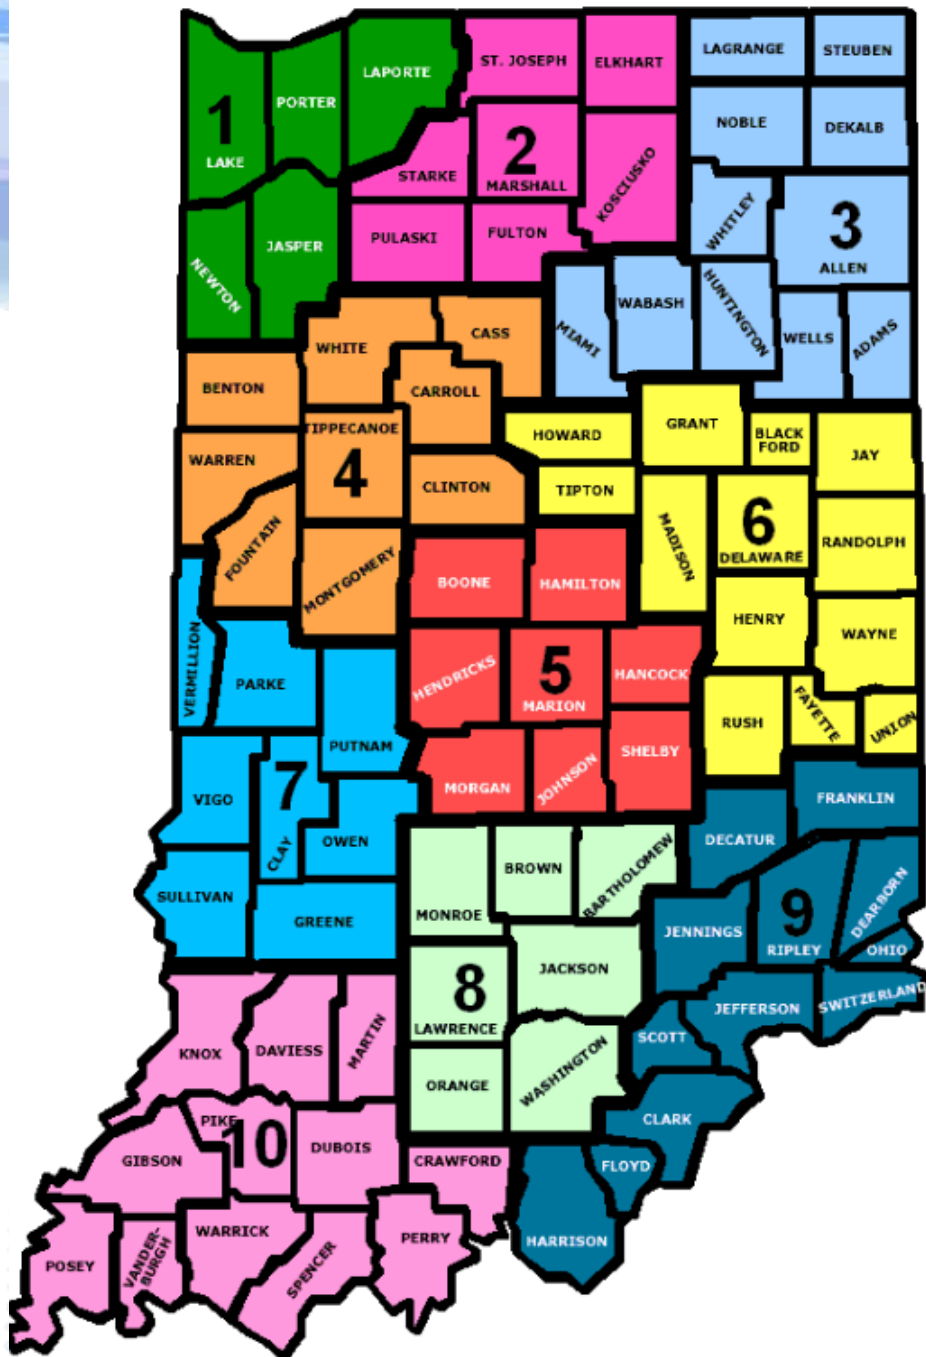 LAGRANGE
STEUBEN
ST. JOSEPH
ELKHART
LAPORTE
PORTER
1
LAKE
NOBLE
DEKALB
2
MARSHALL
STARKE
KOSCIUSKO
WHITLEY
3
ALLEN
PULASKI
FULTON
JASPER
NEWTON
MIAMI
WABASH
HUNTINGTON
WELLS
ADAMS
WHITE
CASS
BENTON
CARROLL
TIPPECANOE
4
WARREN
CLINTON
FOUNTAIN
MONTGOMERY
HOWARD
GRANT
BLACK
FORD
JAY
TIPTON
MADISON
6
DELAWARE
RANDOLPH
HENRY
WAYNE
RUSH
FAYETTE
UNION
BOONE
HAMILTON
HENDRICKS
5
MARION
HANCOCK
MORGAN
JOHNSON
SHELBY
VERMILLION
PARKE
PUTNAM
VIGO
7
CLAY
OWEN
SULLIVAN
GREENE
FRANKLIN
DECATUR
DEARBORN
9
RIPLEY
OHIO
JENNINGS
JEFFERSON
SWITZERLAND
SCOTT
CLARK
FLOYD
HARRISON
MONROE
BROWN
BARTHOLOMEW
JACKSON
8
LAWRENCE
ORANGE
WASHINGTON
KNOX
DAVIESS
MARTIN
PIKE
10
GIBSON
DUBOIS
CRAWFORD
POSEY
VANDER-
BURGH
WARRICK
SPENCER
PERRY